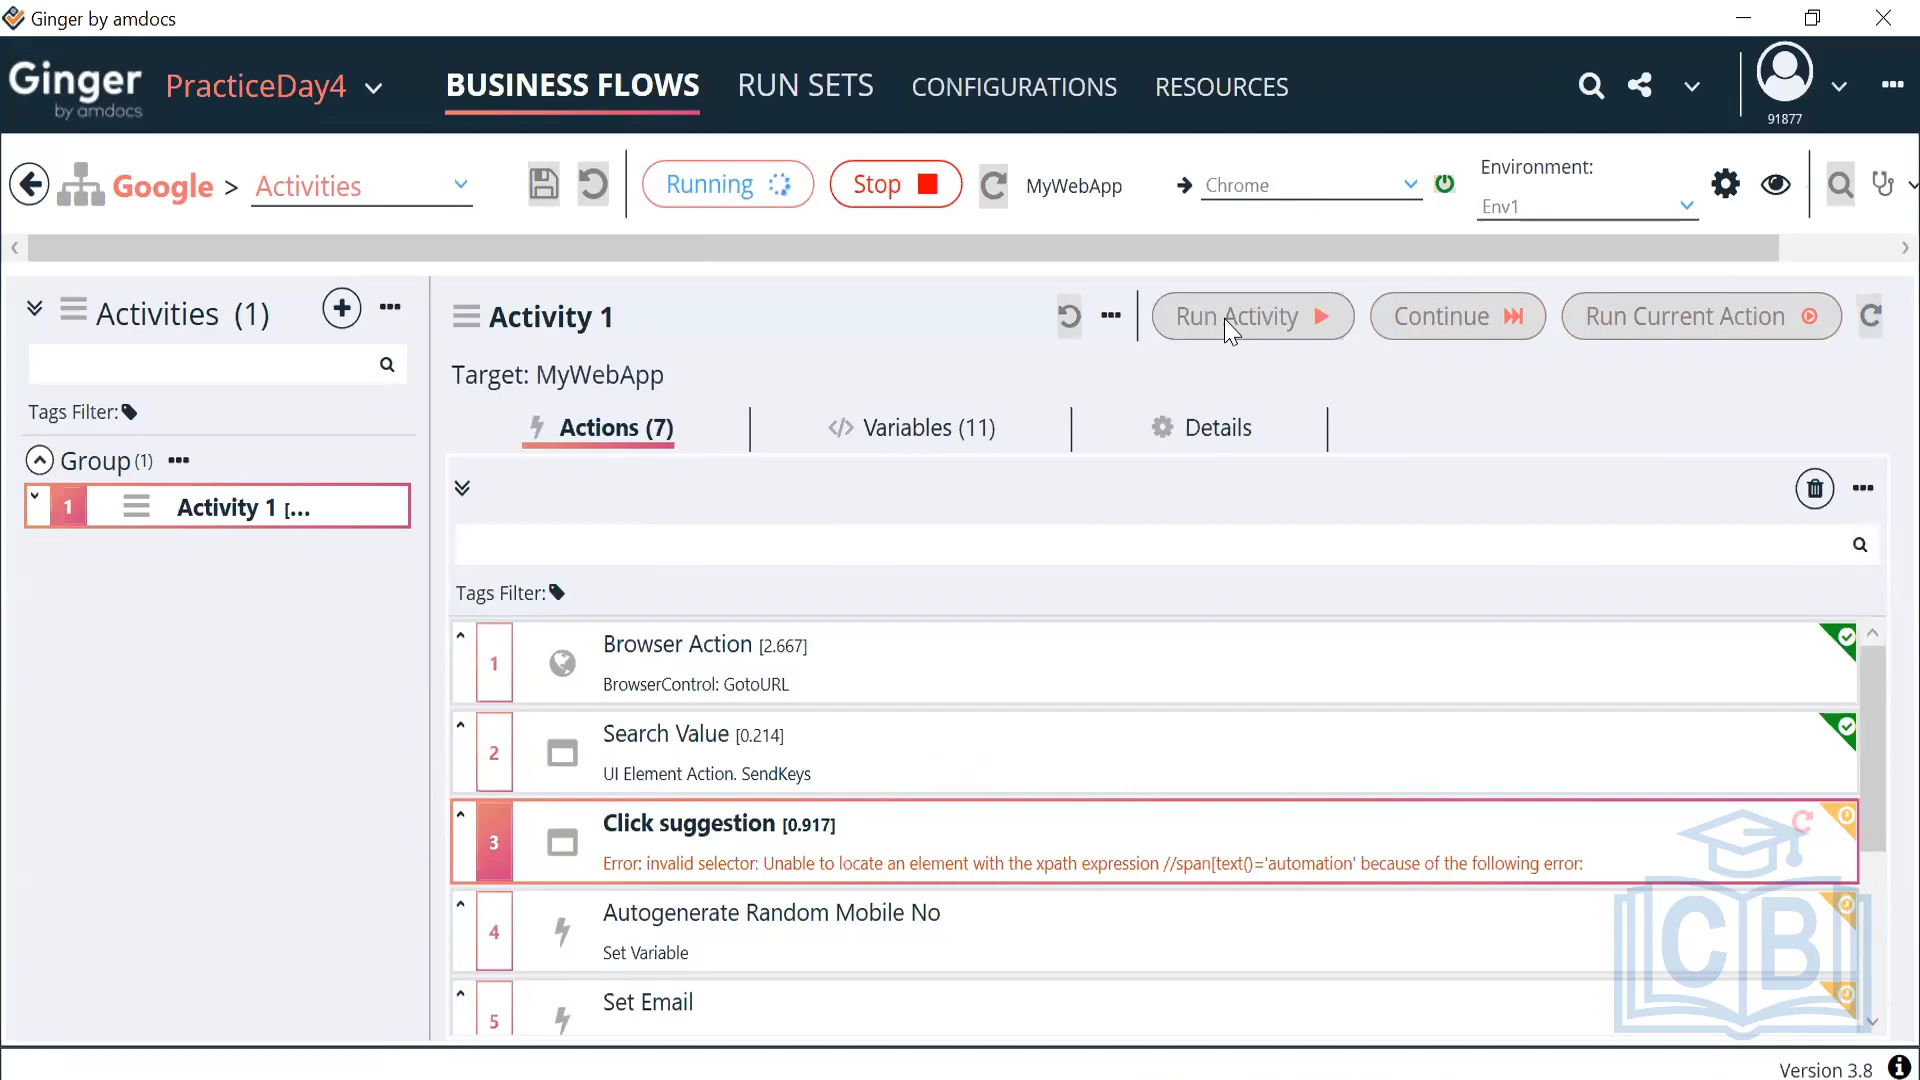 Ginger by amdocs
Ginger
by amdocs
PracticeDay4
BUSINESS FLOWS
RUN SETS
CONFIGURATIONS
RESOURCES
91877
Google > Activities
Running
Stop
MyWebApp
Chrome
Environment:
Env1
Activities (1)
Tags Filter:
Group (1)
1
Activity 1 [...
Activity 1
Run Activity
Continue
Run Current Action
Target: MyWebApp
Actions (7)
</> Variables (11)
Details
Tags Filter:
1
Browser Action [2.667]
BrowserControl: GotoURL
2
Search Value [0.214]
UI Element Action. SendKeys
3
Click suggestion [0.917]
Error: invalid selector: Unable to locate an element with the xpath expression //span[text()='automation' because of the following error:
4
Autogenerate Random Mobile No
Set Variable
5
Set Email
CB
Version 3.8